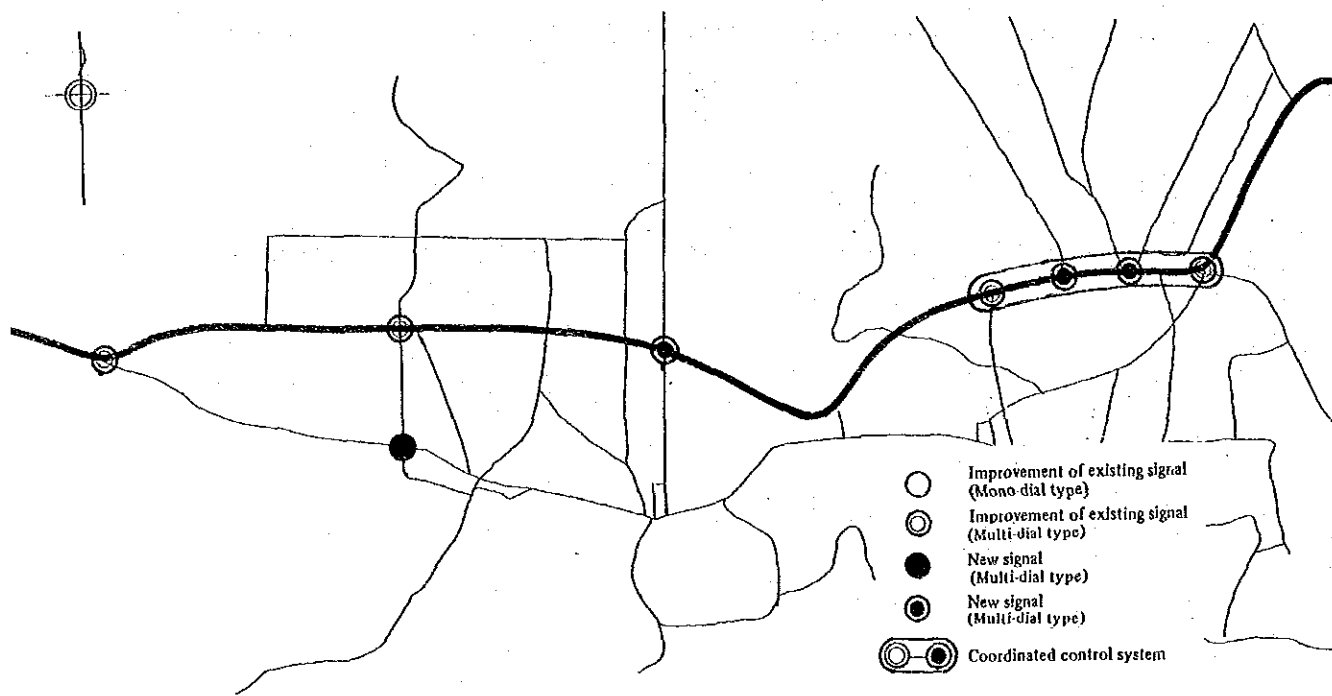 Improvement of existing signal
(Mono-dial type)
Improvement of existing signal
(Multi-dial type)
New signal
(Multi-dial type)
New signal
(Multi-dial type)
Coordinated control system